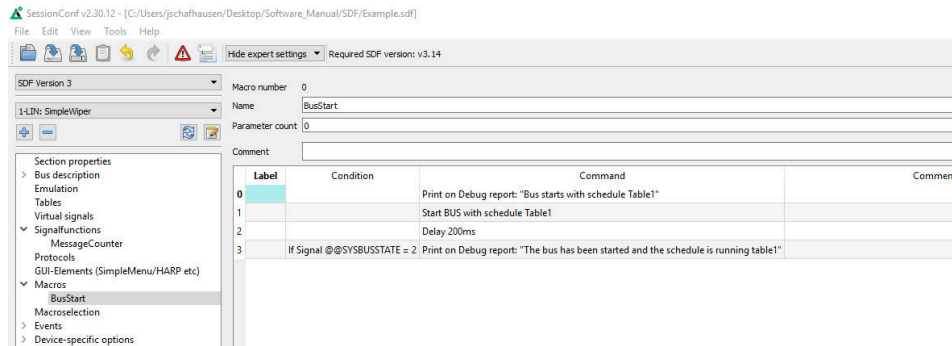 SessionConf v2.30.12 - [C:/Users/jschafhausen/Desktop/Software_Manual/SDF/Example.sdf]
File Edit View Tools Help
Hide expert settings Required SDF version: v3.14
SDF Version 3
1-LIN: SimpleWiper
Macro number 0
Name BusStart
Parameter count 0
Comment
Section properties
Bus description
Emulation
Tables
Virtual signals
Signalfunctions
MessageCounter
Protocols
GUI-Elements (SimpleMenu/HARP etc)
Macros
BusStart
Macroselection
Events
Device-specific options
Label Condition Command Commen
0 Print on Debug report: "Bus starts with schedule Table1"
1 Start BUS with schedule Table1
2 Delay 200ms
3 If Signal @@SYSBUSSTATE = 2 Print on Debug report: "The bus has been started and the schedule is running table1"